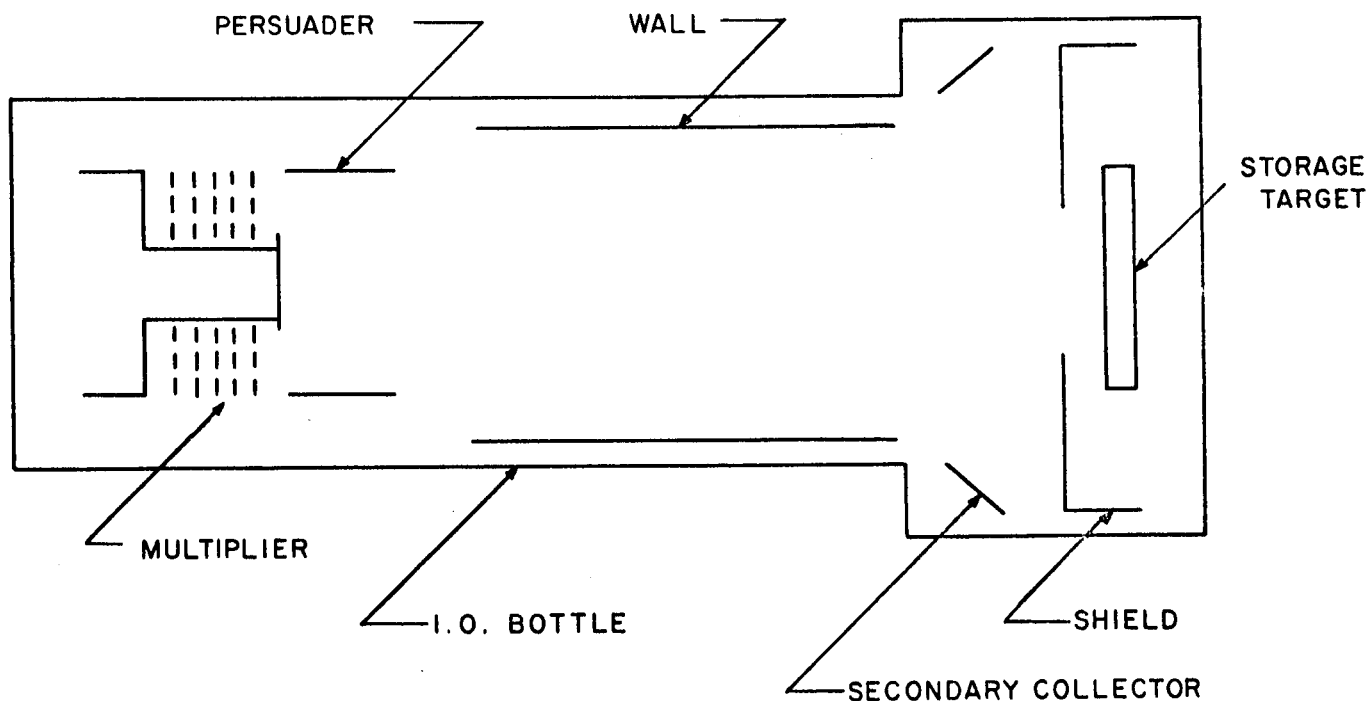 PERSUADER
WALL
STORAGE
TARGET
MULTIPLIER
I.O. BOTTLE
SHIELD
SECONDARY COLLECTOR